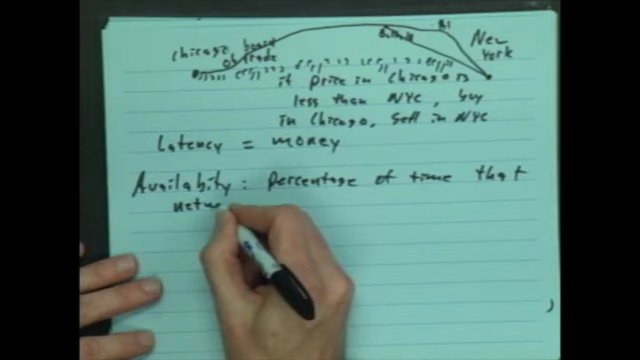 New
York
Chicago board
of trade
if price in Chicago is
less than NYC, buy
in Chicago, sell in NYC
Latency = money
Availabity: percentage of time that
netw